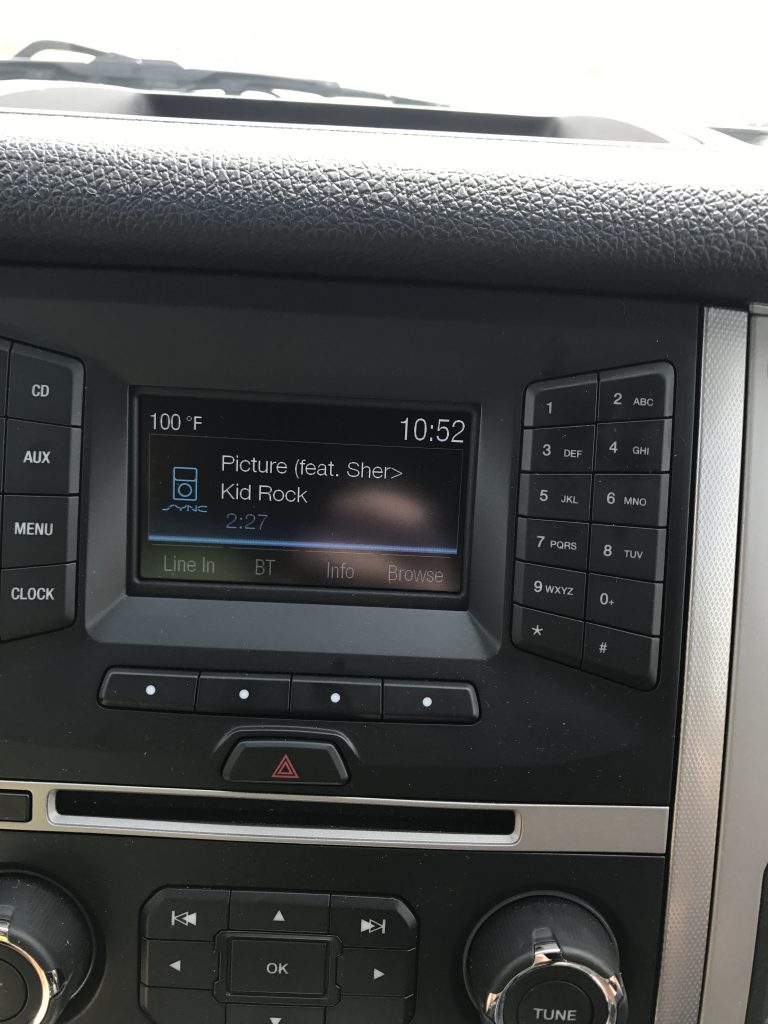 100 °F
10:52
Picture (feat. Sher>
Kid Rock
SYNC
2:27
Line In BT Info Browse
CD
AUX
MENU
CLOCK
1
2 ABC
3 DEF
4 GHI
5 JKL
6 MNO
7 PQRS
8 TUV
9 WXYZ
0+
*
#
OK
TUNE